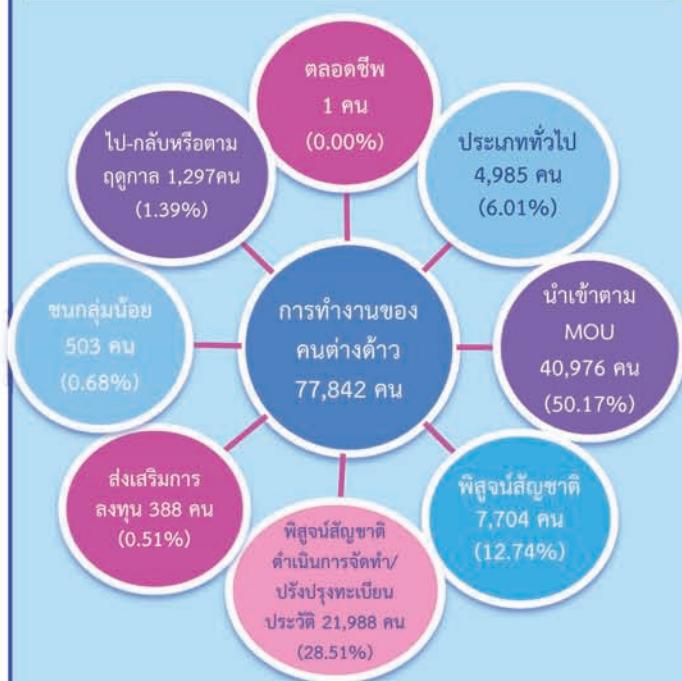 การทำงานของ
คนต่างด้าว
77,842 คน
ตลอดชีพ
1 คน
(0.00%)
ประเภททั่วไป
4,985 คน
(6.01%)
นำเข้าตาม
MOU
40,976 คน
(50.17%)
พิสูจน์สัญชาติ
7,704 คน
(12.74%)
พิสูจน์สัญชาติ
ดำเนินการจัดทำ/
ปรังปรุงทะเบียน
ประวัติ 21,988 คน
(28.51%)
ส่งเสริมการ
ลงทุน 388 คน
(0.51%)
ชนกลุ่มน้อย
503 คน
(0.68%)
ไป-กลับหรือตาม
ฤดูกาล 1,297คน
(1.39%)